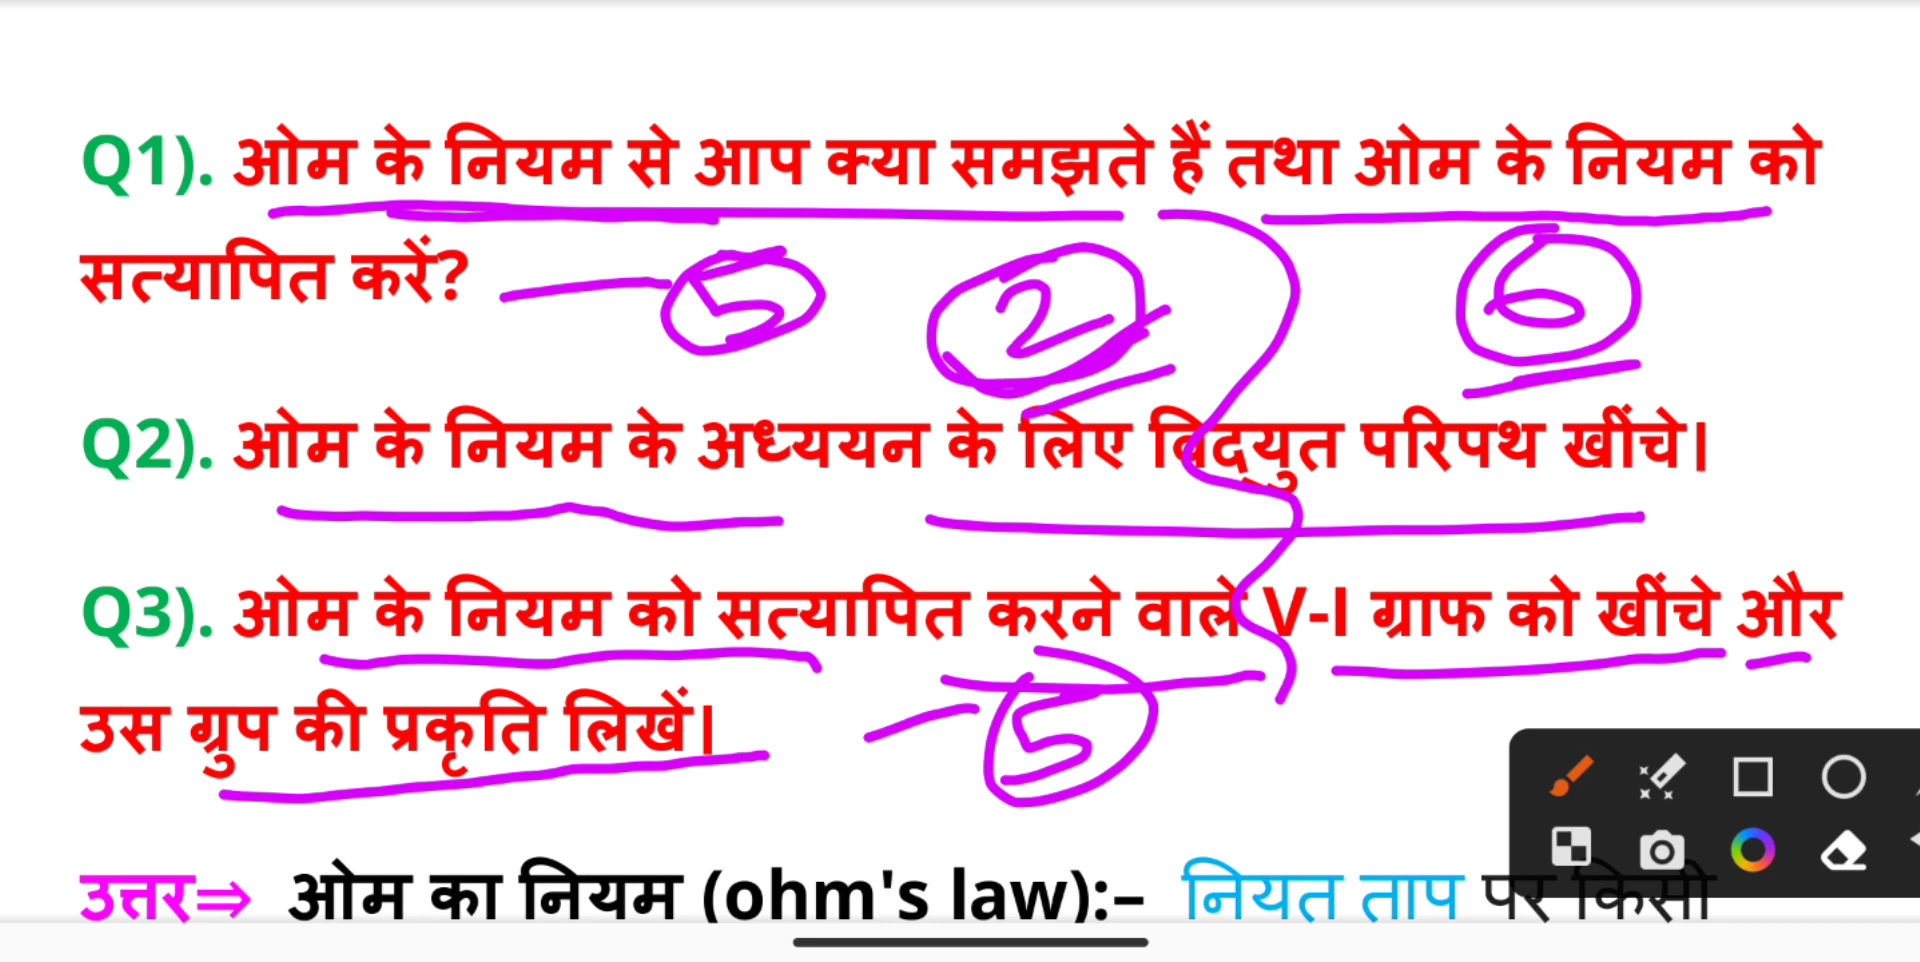 Q1). ओम के नियम से आप क्या समझते हैं तथा ओम के नियम को
सत्यापित करें?
5 2 6
Q2). ओम के नियम के अध्ययन के लिए विद्युत परिपथ खींचे।
Q3). ओम के नियम को सत्यापित करने वाले V-I ग्राफ को खींचे और
उस ग्रुप की प्रकृति लिखें।
5
उत्तर⇒ ओम का नियम (ohm's law):– नियत ताप पर किसी